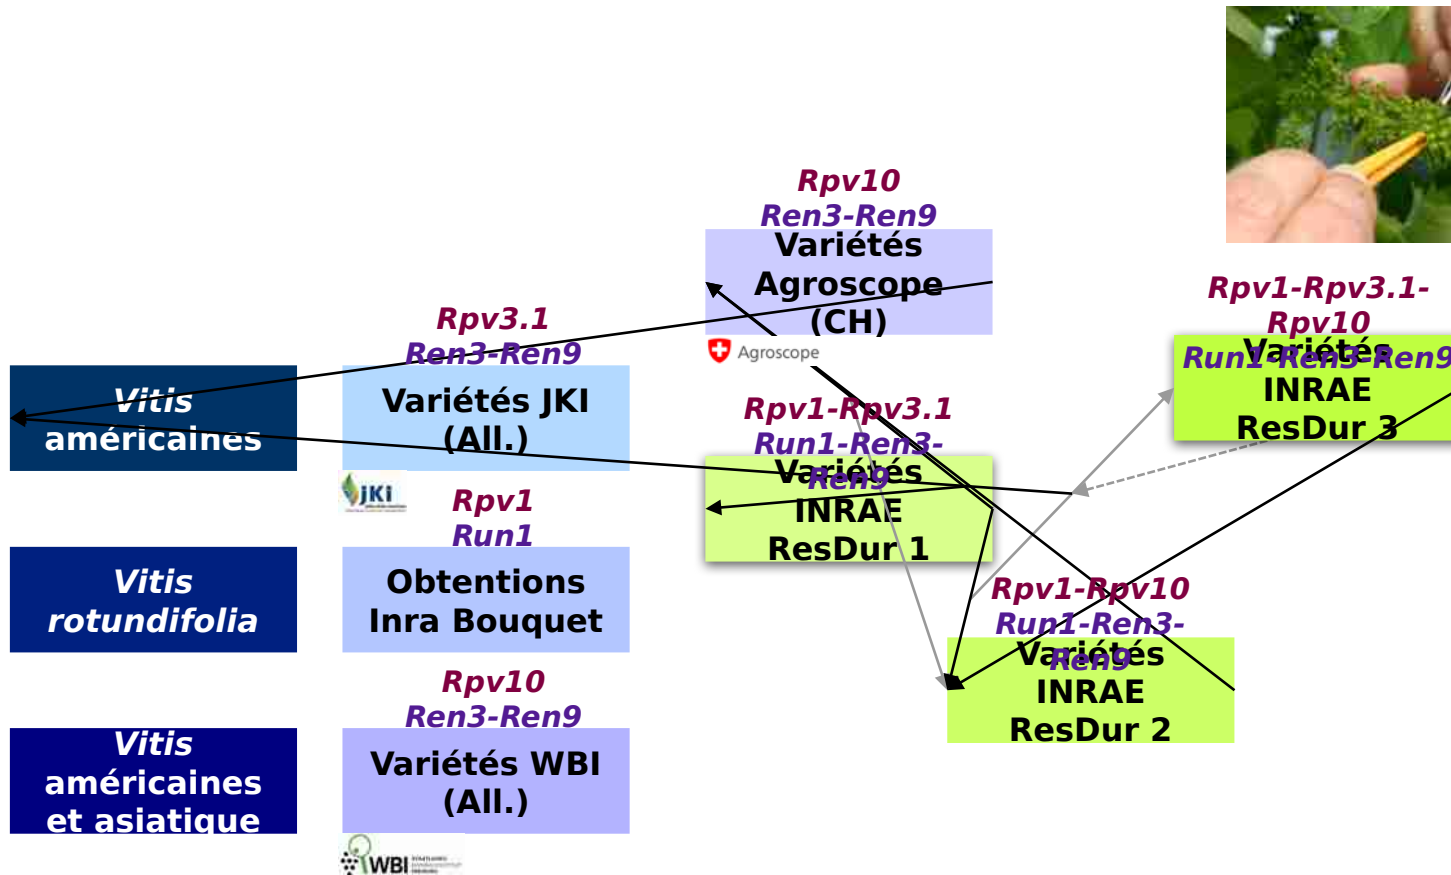 Rpv10
Ren3-Ren9
Variétés
Agroscope
(CH)
Agroscope
Rpv1-Rpv3.1-
Rpv10
Run1-Ren3-Ren9
Variétés
INRAE
ResDur 3
Rpv3.1
Ren3-Ren9
Vitis
américaines
Variétés JKI
(All.)
JKi
Rpv1-Rpv3.1
Run1-Ren3-
Ren9
Variétés
INRAE
ResDur 1
Rpv1
Run1
Vitis
rotundifolia
Obtentions
Inra Bouquet
Rpv1-Rpv10
Run1-Ren3-
Ren9
Variétés
INRAE
ResDur 2
Rpv10
Ren3-Ren9
Vitis
américaines
et asiatique
Variétés WBI
(All.)
WBI